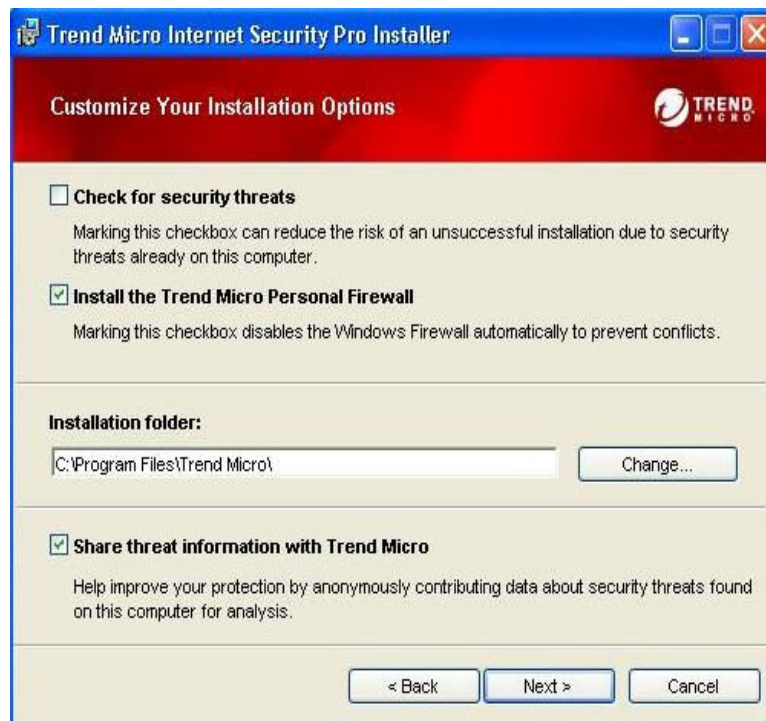 Trend Micro Internet Security Pro Installer
Customize Your Installation Options
TREND
MICRO
Check for security threats
Marking this checkbox can reduce the risk of an unsuccessful installation due to security
threats already on this computer.
Install the Trend Micro Personal Firewall
Marking this checkbox disables the Windows Firewall automatically to prevent conflicts.
Installation folder:
C:\Program Files\Trend Micro\
Change...
Share threat information with Trend Micro
Help improve your protection by anonymously contributing data about security threats found
on this computer for analysis.
< Back
Next >
Cancel